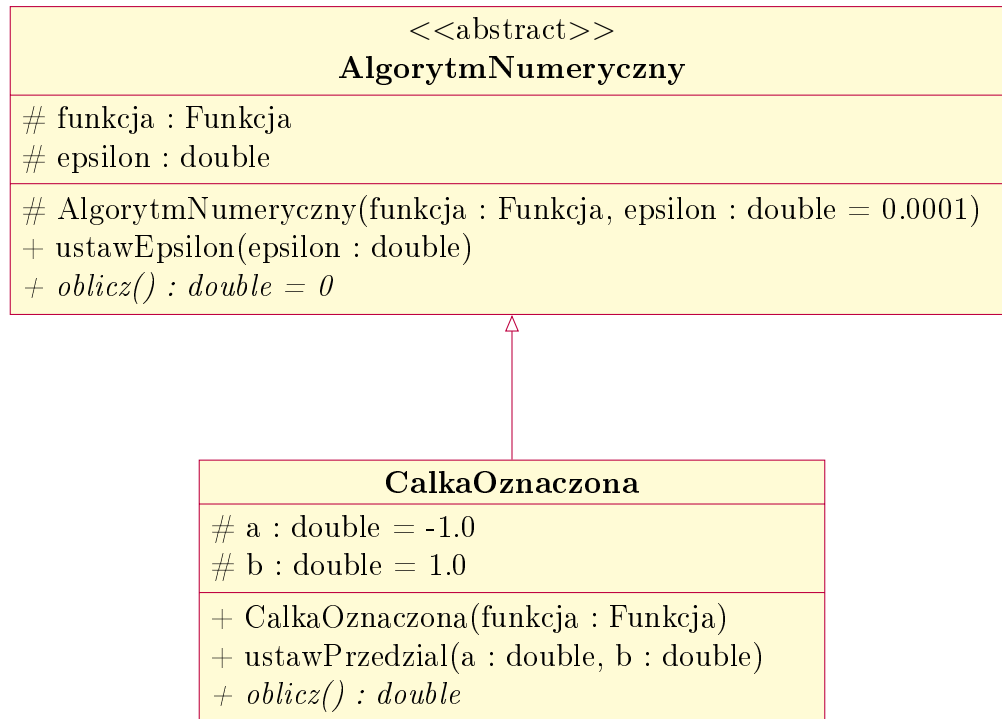 <<abstract>>
AlgorytmNumeryczny
# funkcja : Funkcja
# epsilon : double
# AlgorytmNumeryczny(funkcja : Funkcja, epsilon : double = 0.0001)
+ ustawEpsilon(epsilon : double)
+ oblicz() : double = 0
CalkaOznaczona
# a : double = -1.0
# b : double = 1.0
+ CalkaOznaczona(funkcja : Funkcja)
+ ustawPrzedzial(a : double, b : double)
+ oblicz() : double